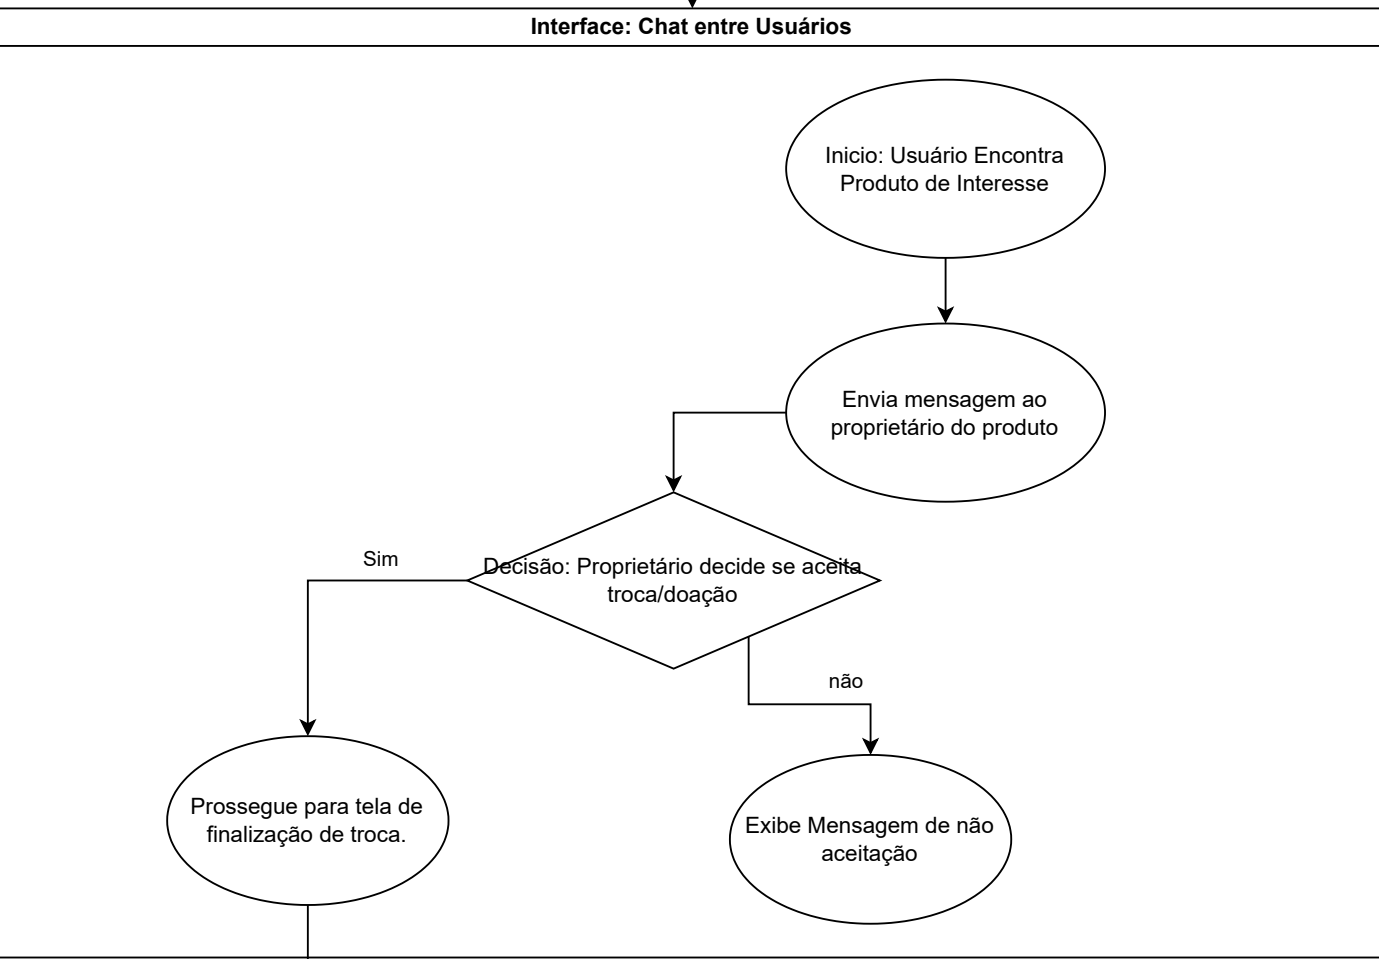 Interface: Chat entre Usuários
Inicio: Usuário Encontra
Produto de Interesse
Envia mensagem ao
proprietário do produto
Decisão: Proprietário decide se aceita
troca/doação
Sim
não
Prossegue para tela de
finalização de troca.
Exibe Mensagem de não
aceitação